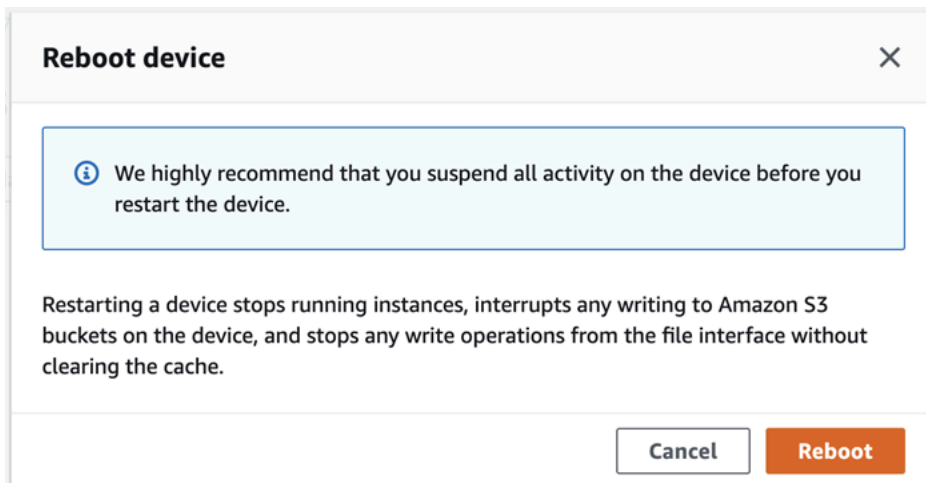 Reboot device
We highly recommend that you suspend all activity on the device before you
restart the device.
Restarting a device stops running instances, interrupts any writing to Amazon S3
buckets on the device, and stops any write operations from the file interface without
clearing the cache.
Cancel
Reboot